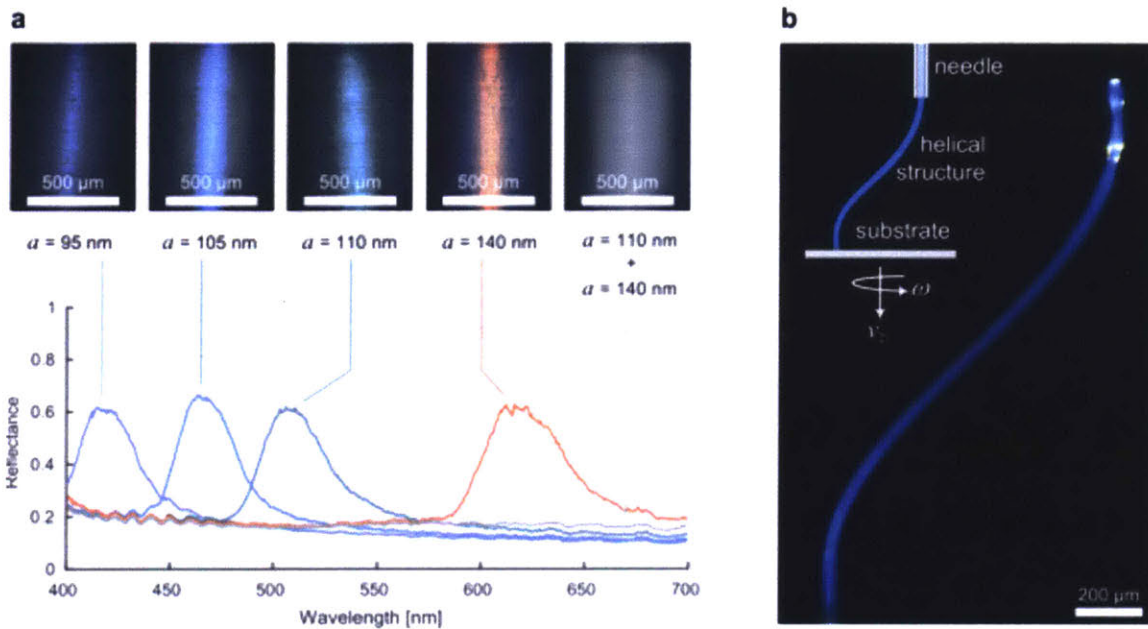 a
500 μm
500 μm
500 μm
500 μm
500 μm
a = 95 nm
a = 105 nm
a = 110 nm
a = 140 nm
a = 110 nm
+
a = 140 nm
1
0.8
0.6
0.4
0.2
0
Reflectance
400
450
500
550
600
650
700
Wavelength [nm]
b
needle
helical
structure
substrate
ω
200 μm